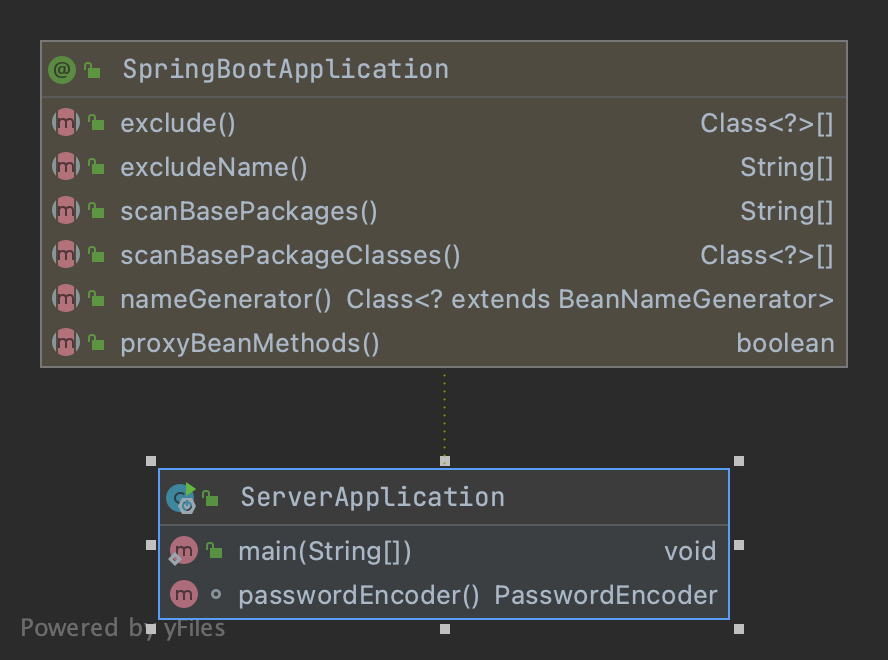 SpringBootApplication
exclude() Class<?>[]
excludeName() String[]
scanBasePackages() String[]
scanBasePackageClasses() Class<?>[]
nameGenerator() Class<? extends BeanNameGenerator>
proxyBeanMethods() boolean
ServerApplication
main(String[]) void
passwordEncoder() PasswordEncoder
Powered by yFiles